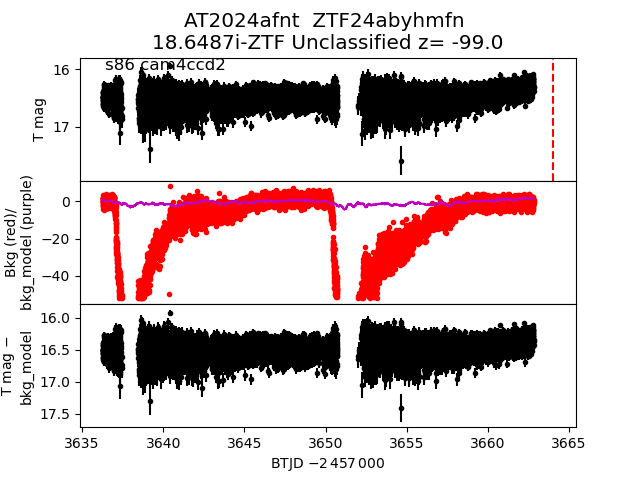 AT2024afnt  ZTF24abyhmfn
18.6487i-ZTF Unclassified z= -99.0
s86 cam4ccd2
16
17
T mag
0
−20
−40
Bkg (red)/
bkg_model (purple)
16.0
16.5
17.0
17.5
T mag −
bkg_model
3635 3640 3645 3650 3655 3660 3665
BTJD −2 457 000